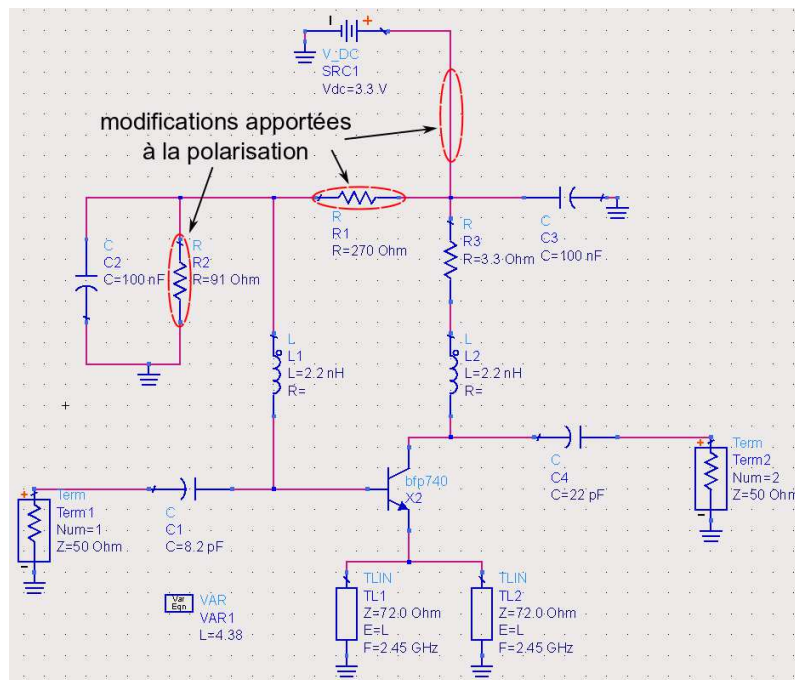 V_DC
SRC1
Vdc=3.3 V
modifications apportées
à la polarisation
R
R1
R=270 Ohm
C
C2
C=100 nF
R
R2
R=91 Ohm
R
R3
R=3.3 Ohm
C
C3
C=100 nF
L
L1
L=2.2 nH
R=
L
L2
L=2.2 nH
R=
bfp740
X2
C
C4
C=22 pF
Term
Term2
Num=2
Z=50 Ohm
Term
Term1
Num=1
Z=50 Ohm
C
C1
C=8.2 pF
Var
Eqn
VAR
VAR1
L=4.38
TLIN
TL1
Z=72.0 Ohm
E=L
F=2.45 GHz
TLIN
TL2
Z=72.0 Ohm
E=L
F=2.45 GHz